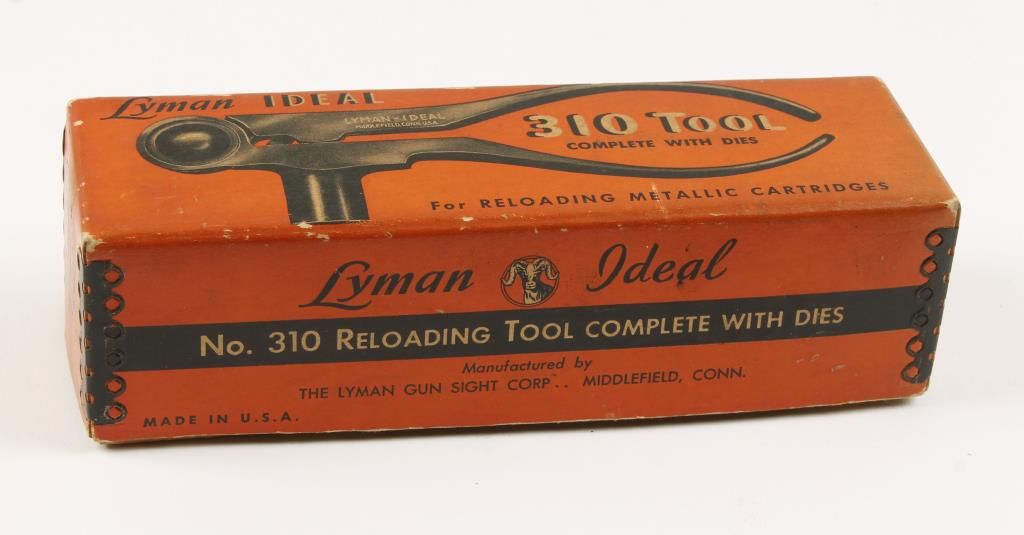 Lyman IDEAL
LYMAN-IDEAL
MIDDLEFIELD, CONN. U.S.A.
310 TOOL
COMPLETE WITH DIES
For RELOADING METALLIC CARTRIDGES
Lyman Ideal
No. 310 RELOADING TOOL COMPLETE WITH DIES
Manufactured by
THE LYMAN GUN SIGHT CORP., MIDDLEFIELD, CONN.
MADE IN U.S.A.